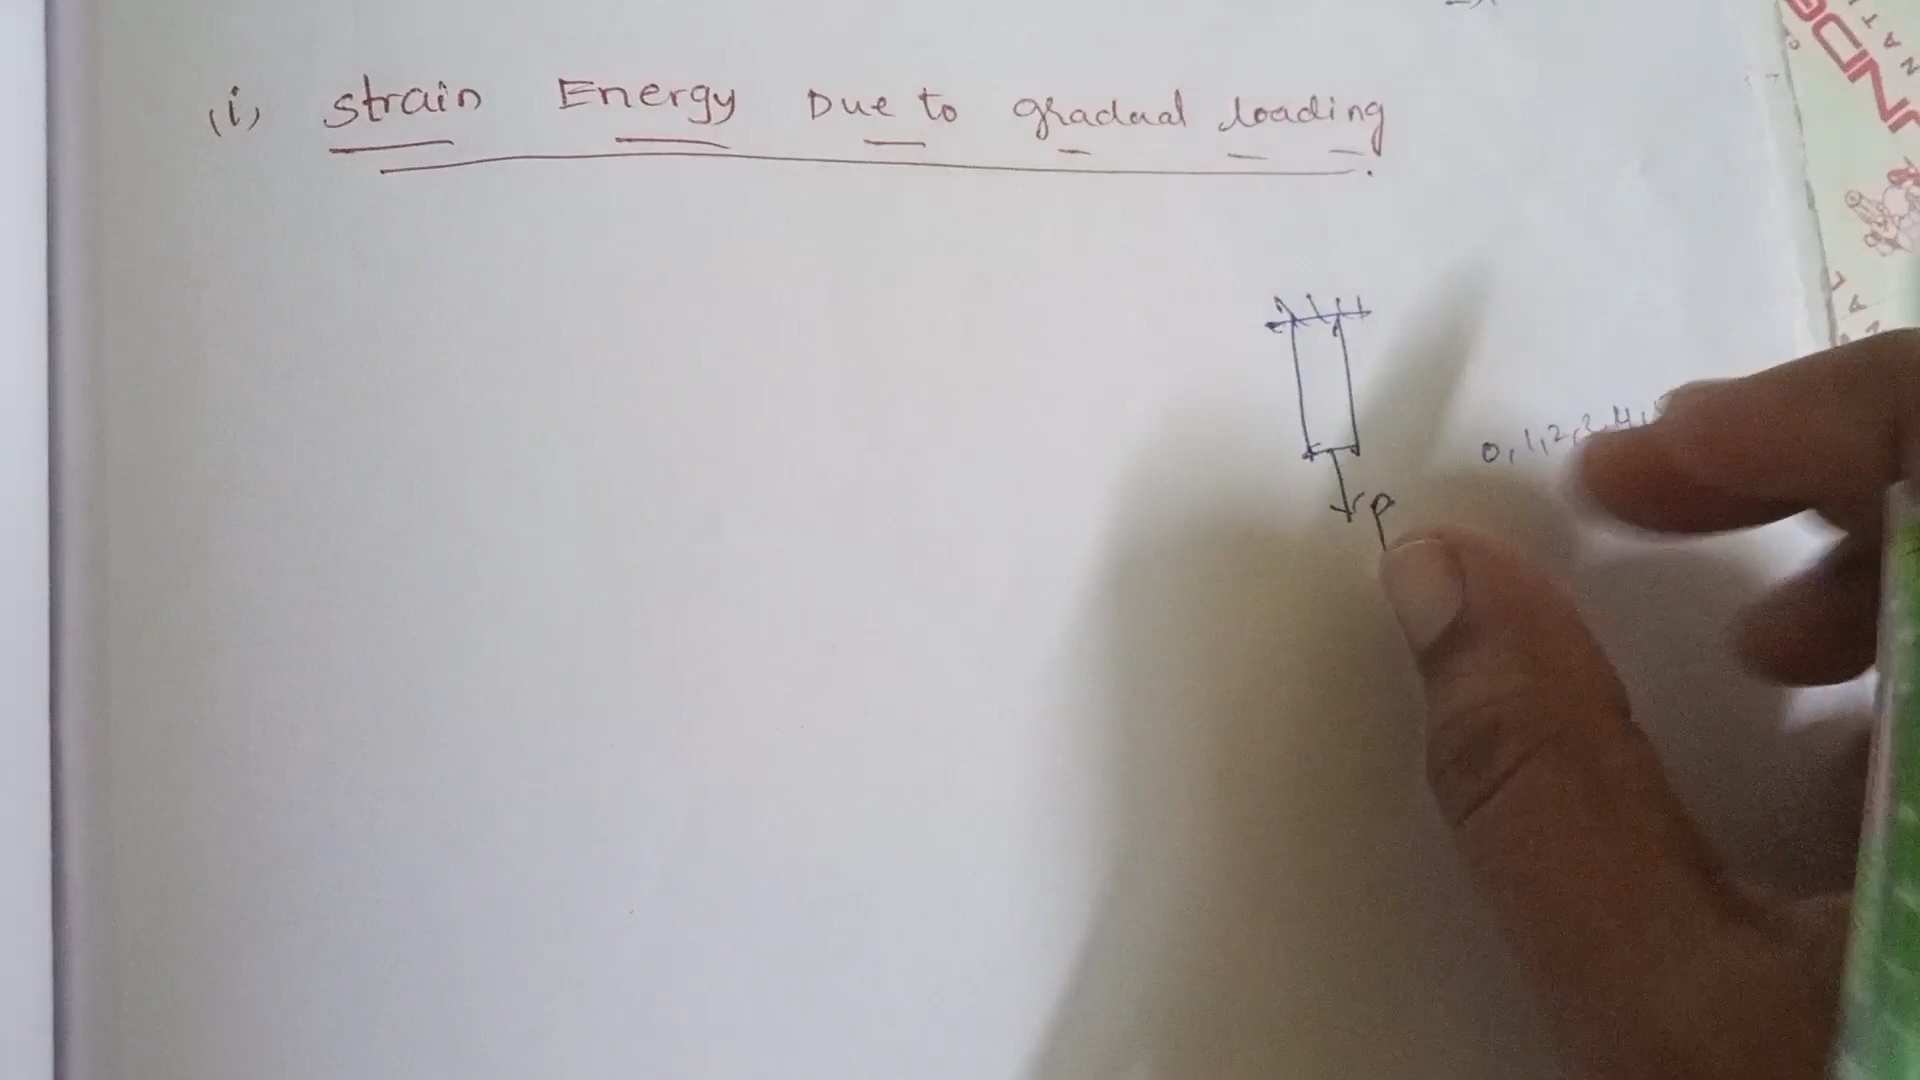 (i) Strain Energy Due to gradual loading
0, 1, 2, 3, 4,
P